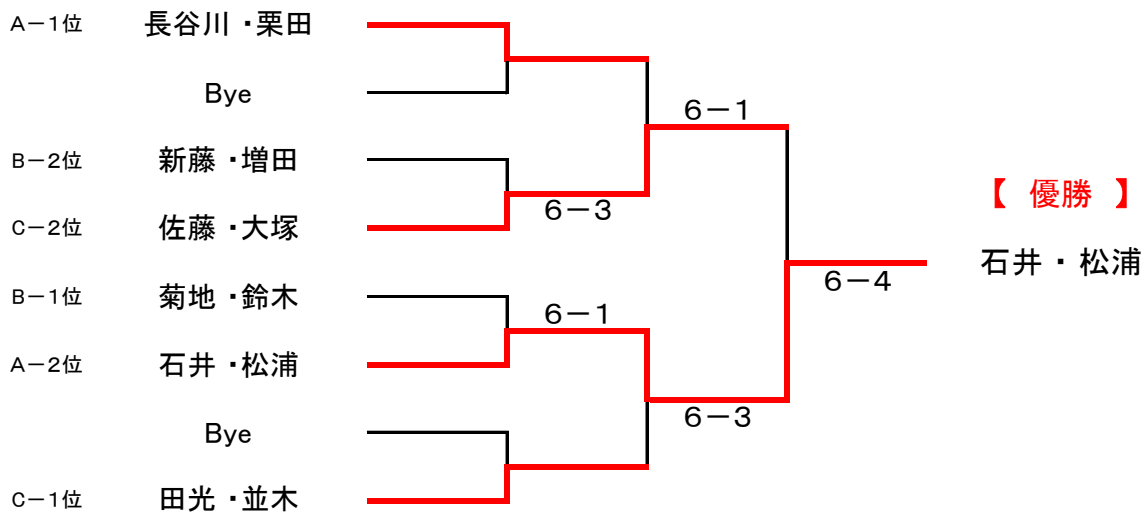 A－1位 長谷川・栗田
Bye
6－1
B－2位 新藤・増田
【 優勝 】
6－3
C－2位 佐藤・大塚
石井・松浦
6－4
B－1位 菊地・鈴木
6－1
A－2位 石井・松浦
6－3
Bye
C－1位 田光・並木